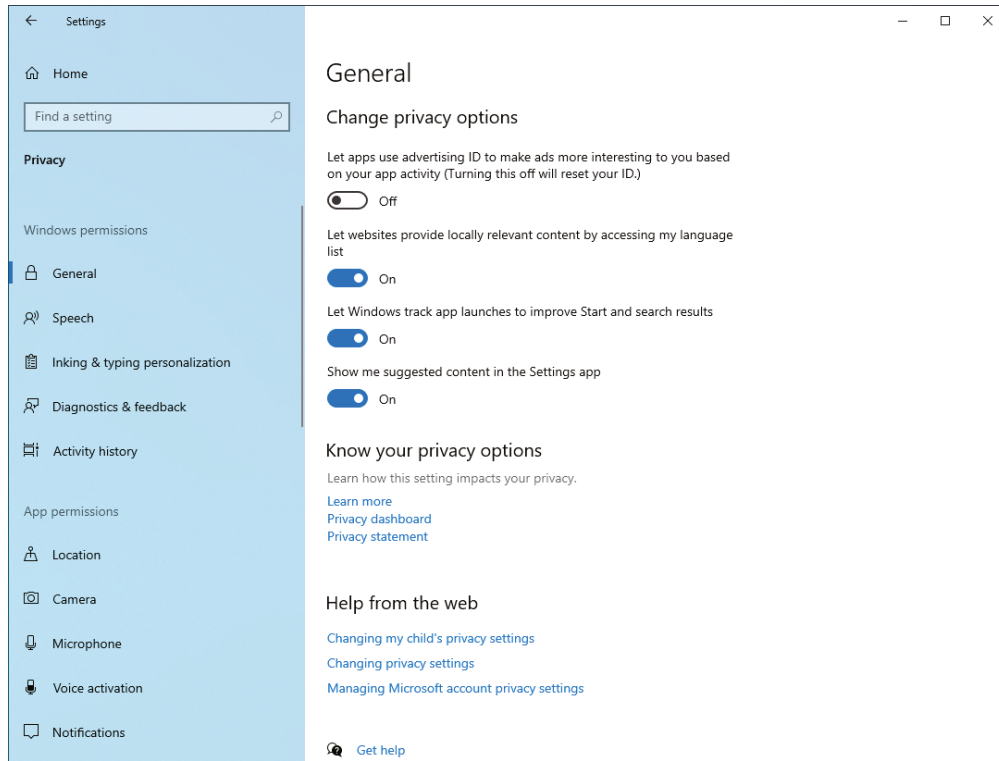 Settings
Home
Find a setting
Privacy
Windows permissions
General
Speech
Inking & typing personalization
Diagnostics & feedback
Activity history
App permissions
Location
Camera
Microphone
Voice activation
Notifications
General
Change privacy options
Let apps use advertising ID to make ads more interesting to you based
on your app activity (Turning this off will reset your ID.)
Off
Let websites provide locally relevant content by accessing my language
list
On
Let Windows track app launches to improve Start and search results
On
Show me suggested content in the Settings app
On
Know your privacy options
Learn how this setting impacts your privacy.
Learn more
Privacy dashboard
Privacy statement
Help from the web
Changing my child's privacy settings
Changing privacy settings
Managing Microsoft account privacy settings
Get help